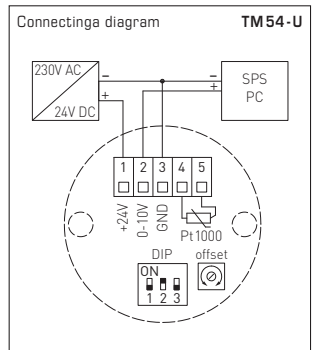 Connectinga diagram TM54-U
230V AC
24V DC
–
+
–
+
SPS
PC
1 2 3 4 5
+24V
0-10V
GND
Pt1000
DIP offset
ON
1 2 3